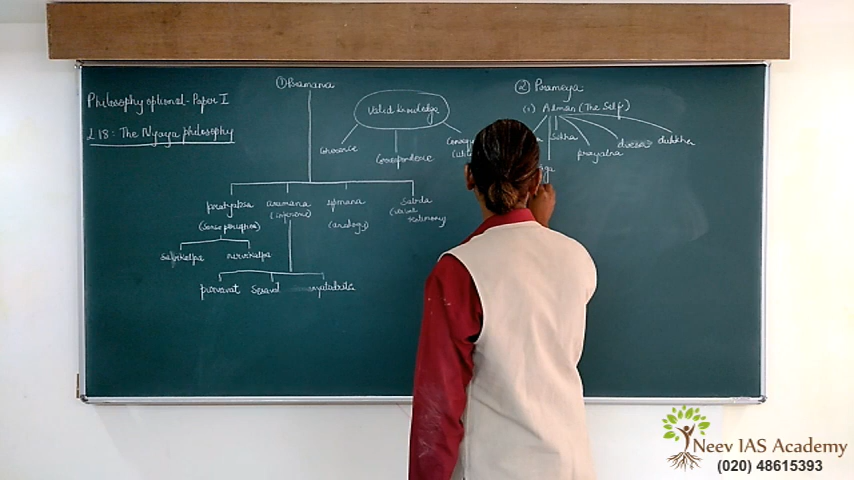 Philosophy optional - Paper I
L 18: The Nyaya philosophy
① Pramana
Valid Knowledge
Coherence
Correspondence
pratyaksa
(Sense perception)
savikalpa
nirvikalpa
anumana
(inference)
purvavat
Sesavat
upmana
(analogy)
Sabda
(verbal
testimony)
② Prameya
(1) Atman (The Self)
Sukha
prayatna
dvesa
dukkha
Neev IAS Academy
(020) 48615393